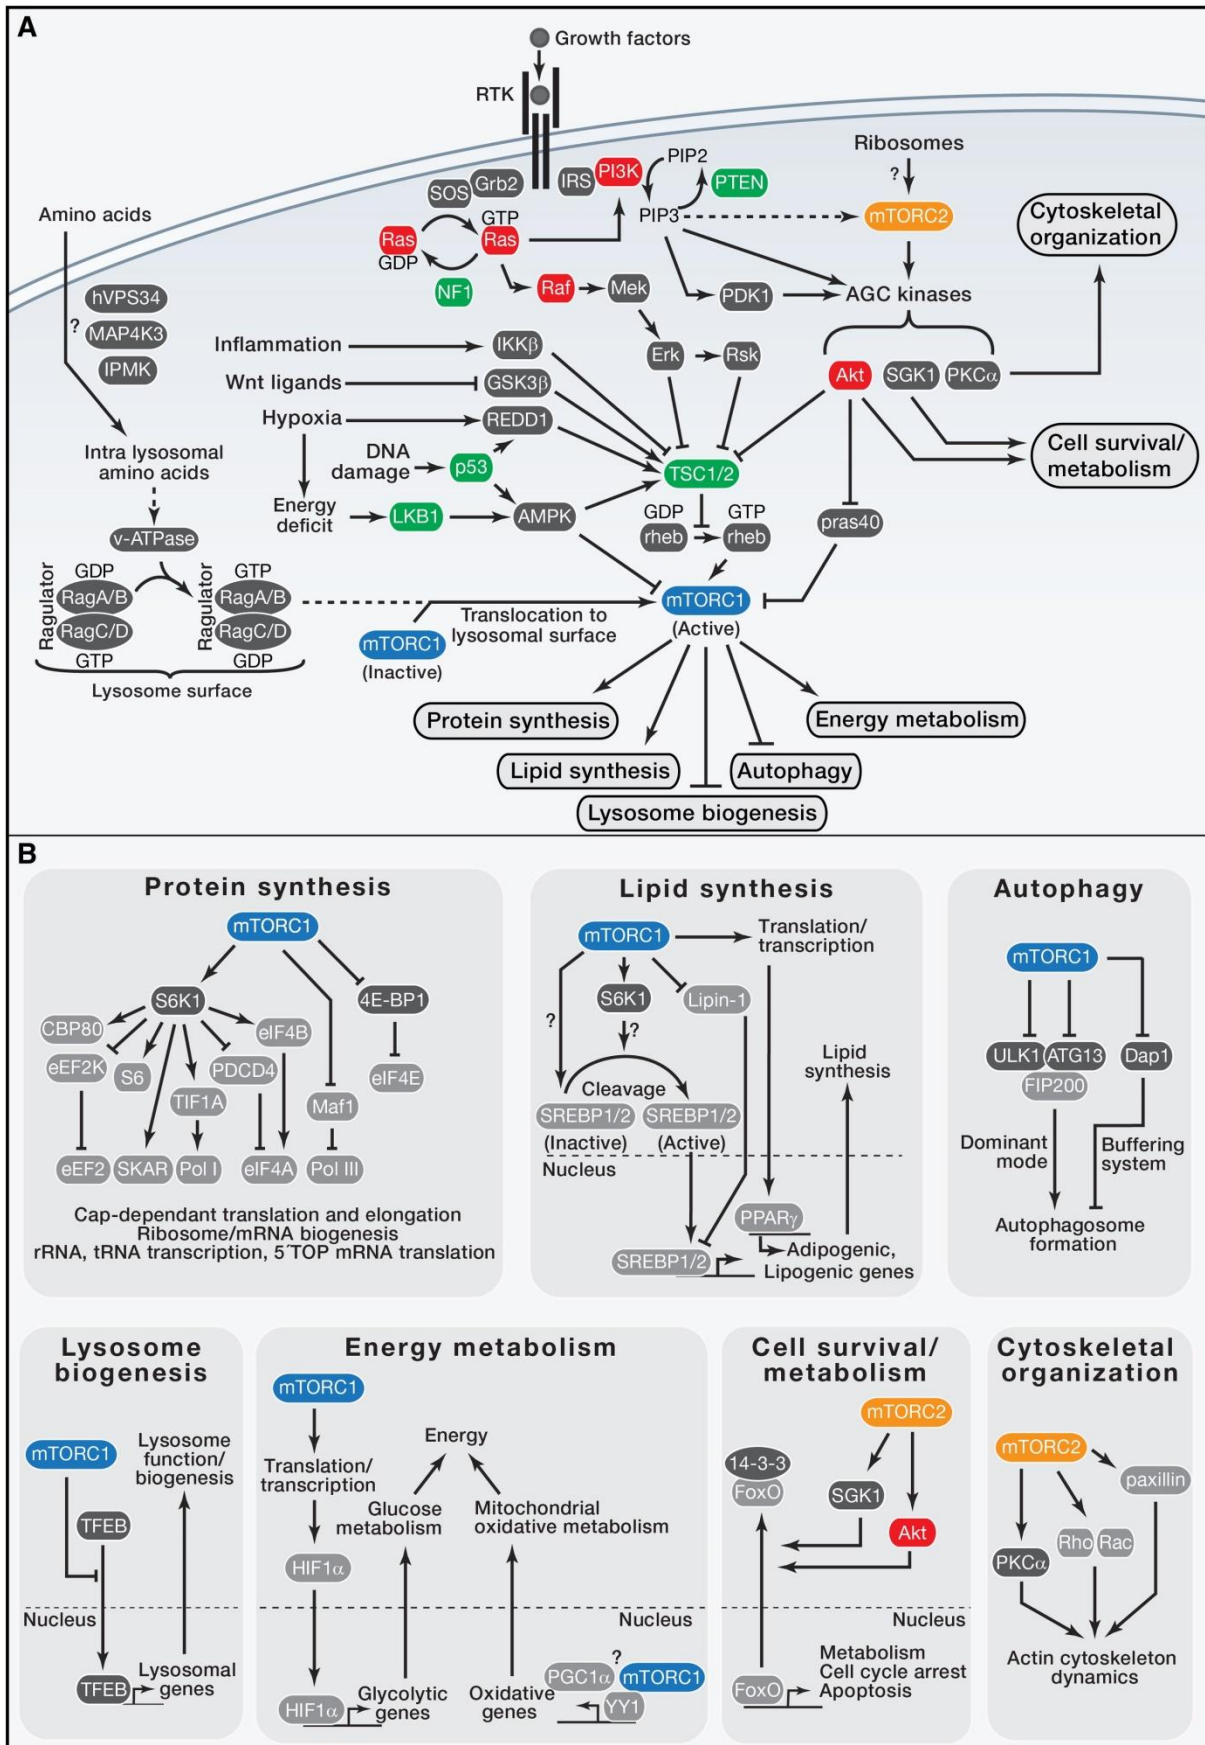 A
Growth factors
RTK
Ribosomes
?
PIP2
SOS
Grb2
IRS
PI3K
PTEN
Amino acids
GTP
PIP3
mTORC2
Cytoskeletal
organization
Ras
Ras
GDP
NF1
Raf
Mek
PDK1
AGC kinases
hVPS34
?
MAP4K3
IPMK
Inflammation
IKKβ
Erk
Rsk
Wnt ligands
GSK3β
Akt
SGK1
PKCα
Hypoxia
REDD1
Intra lysosomal
amino acids
DNA
damage
p53
TSC1/2
Cell survival/
metabolism
Energy
deficit
LKB1
AMPK
GDP
rheb
GTP
rheb
pras40
v-ATPase
Ragulator
GDP
RagA/B
RagC/D
GTP
Ragulator
GTP
RagA/B
RagC/D
GDP
Lysosome surface
Translocation to
lysosomal surface
mTORC1
(Inactive)
mTORC1
(Active)
Protein synthesis
Energy metabolism
Lipid synthesis
Autophagy
Lysosome biogenesis
B
Protein synthesis
mTORC1
S6K1
4E-BP1
CBP80
eIF4B
eEF2K
S6
PDCD4
eIF4E
TIF1A
Maf1
eEF2
SKAR
Pol I
eIF4A
Pol III
Cap-dependant translation and elongation
Ribosome/mRNA biogenesis
rRNA, tRNA transcription, 5´TOP mRNA translation
Lipid synthesis
mTORC1
Translation/
transcription
S6K1
Lipin-1
?
?
Lipid
synthesis
Cleavage
SREBP1/2
(Inactive)
SREBP1/2
(Active)
Nucleus
PPARγ
SREBP1/2
Adipogenic,
Lipogenic genes
Autophagy
mTORC1
ULK1
ATG13
Dap1
FIP200
Dominant
mode
Buffering
system
Autophagosome
formation
Lysosome
biogenesis
mTORC1
Lysosome
function/
biogenesis
TFEB
Nucleus
TFEB
Lysosomal
genes
Energy metabolism
mTORC1
Energy
Translation/
transcription
Glucose
metabolism
Mitochondrial
oxidative metabolism
HIF1α
Nucleus
HIF1α
Glycolytic
genes
Oxidative
genes
PGC1α
?
mTORC1
YY1
Cell survival/
metabolism
mTORC2
14-3-3
FoxO
SGK1
Akt
Nucleus
FoxO
Metabolism
Cell cycle arrest
Apoptosis
Cytoskeletal
organization
mTORC2
paxillin
Rho
Rac
PKCα
Actin cytoskeleton
dynamics